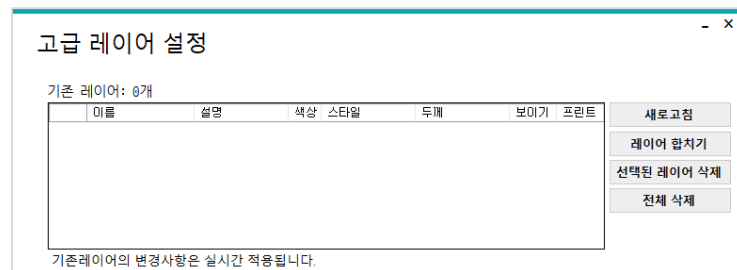 고급 레이어 설정
기존 레이어: 0개
이름 설명 색상 스타일 두께 보이기 프린트
새로고침
레이어 합치기
선택된 레이어 삭제
전체 삭제
기존레이어의 변경사항은 실시간 적용됩니다.